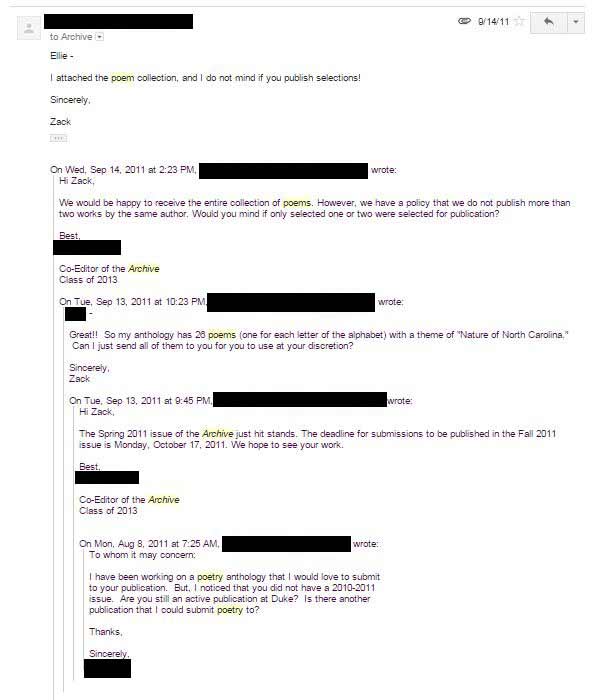 9/14/11
to Archive
Ellie -
I attached the poem collection, and I do not mind if you publish selections!
Sincerely,
Zack
On Wed, Sep 14, 2011 at 2:23 PM, wrote:
Hi Zack,
We would be happy to receive the entire collection of poems. However, we have a policy that we do not publish more than
two works by the same author. Would you mind if only selected one or two were selected for publication?
Best,
Co-Editor of the Archive
Class of 2013
On Tue, Sep 13, 2011 at 10:23 PM, wrote:
-
Great!! So my anthology has 26 poems (one for each letter of the alphabet) with a theme of "Nature of North Carolina."
Can I just send all of them to you for you to use at your discretion?
Sincerely,
Zack
On Tue, Sep 13, 2011 at 9:45 PM, wrote:
Hi Zack,
The Spring 2011 issue of the Archive just hit stands. The deadline for submissions to be published in the Fall 2011
issue is Monday, October 17, 2011. We hope to see your work.
Best,
Co-Editor of the Archive
Class of 2013
On Mon, Aug 8, 2011 at 7:25 AM, wrote:
To whom it may concern:
I have been working on a poetry anthology that I would love to submit
to your publication. But, I noticed that you did not have a 2010-2011
issue. Are you still an active publication at Duke? Is there another
publication that I could submit poetry to?
Thanks,
Sincerely,